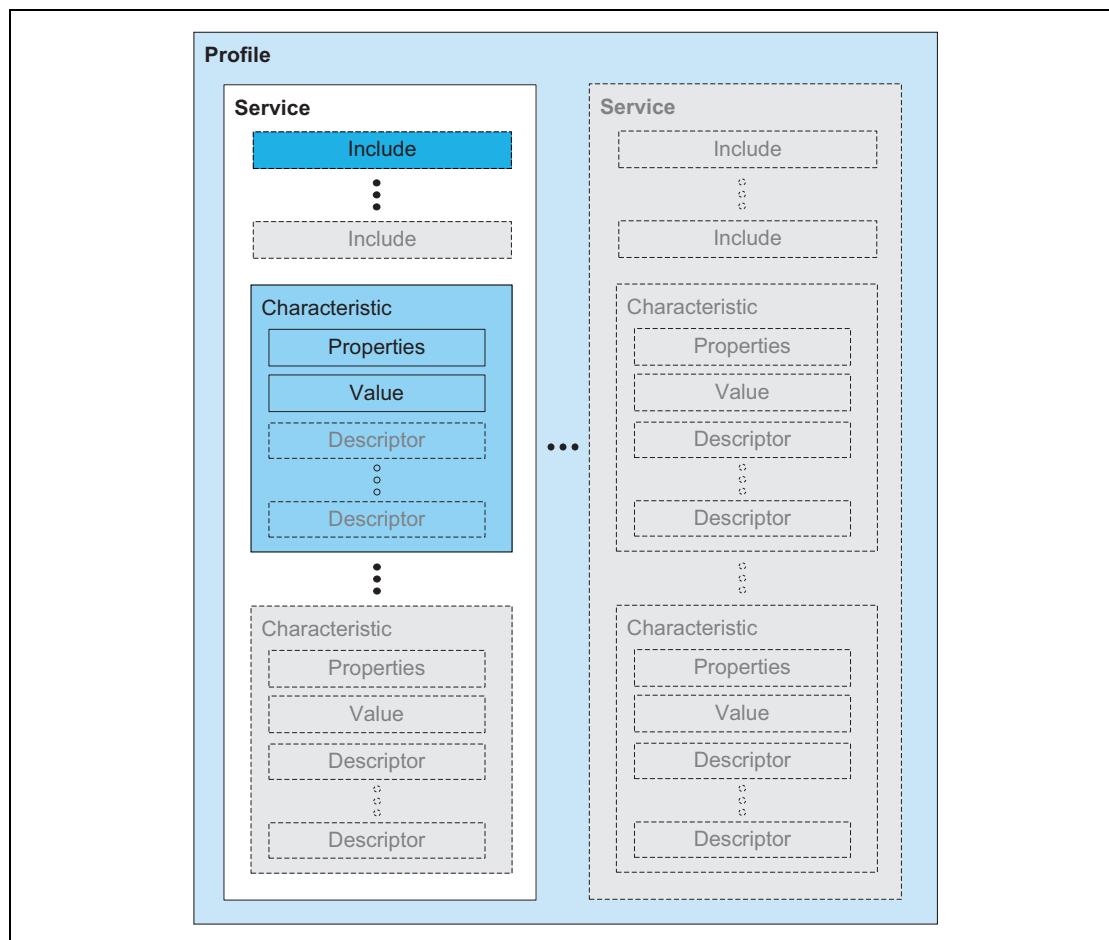 Profile
Service
Include
Include
Characteristic
Properties
Value
Descriptor
Descriptor
Characteristic
Properties
Value
Descriptor
Descriptor
Service
Include
Include
Characteristic
Properties
Value
Descriptor
Descriptor
Characteristic
Properties
Value
Descriptor
Descriptor